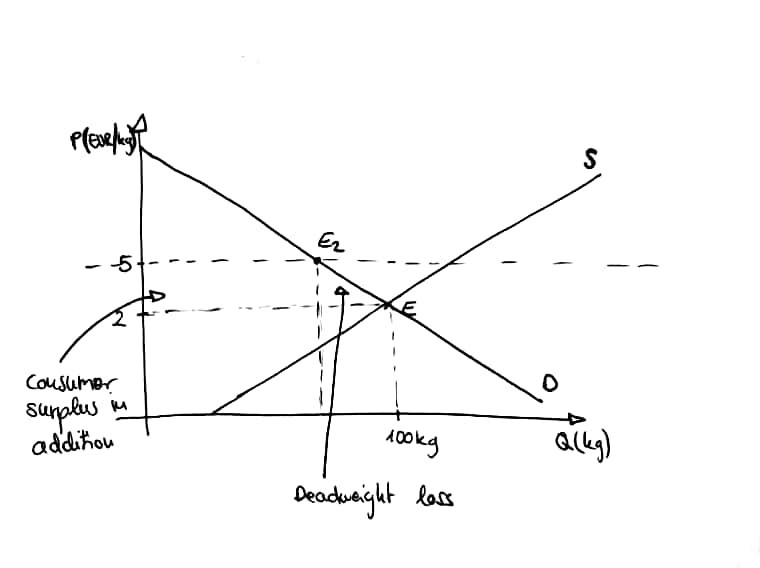 P(EUR/kg)
S
E2
5
2
E
Consumer
surplus in
addition
D
100kg
Q(kg)
Deadweight loss